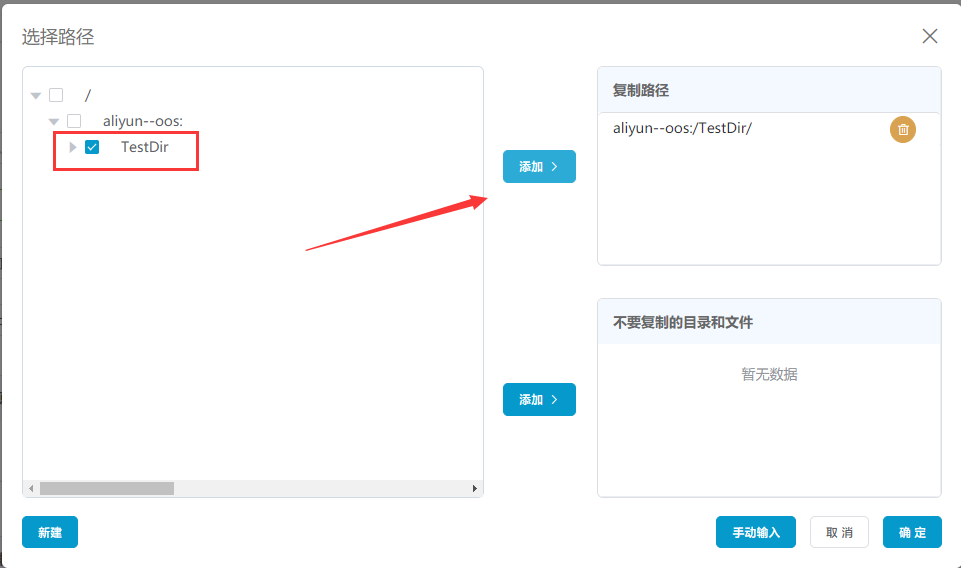 选择路径
/
aliyun--oos:
TestDir
添加
复制路径
aliyun--oos:/TestDir/
添加
不要复制的目录和文件
暂无数据
新建
手动输入
取 消
确 定